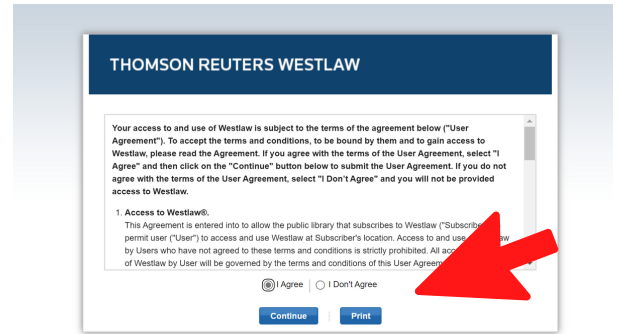 THOMSON REUTERS WESTLAW
Your access to and use of Westlaw is subject to the terms of the agreement below ("User
Agreement"). To accept the terms and conditions, to be bound by them and to gain access to
Westlaw, please read the Agreement. If you agree with the terms of the User Agreement, select "I
Agree" and then click on the "Continue" button below to submit the User Agreement. If you do not
agree with the terms of the User Agreement, select "I Don't Agree" and you will not be provided
access to Westlaw.
1. Access to Westlaw®.
This Agreement is entered into to allow the public library that subscribes to Westlaw
permit user ("User") to access and use Westlaw at Subscriber's location. Access to and use
by Users who have not agreed to these terms and conditions is strictly prohibited. All
of Westlaw by User will be governed by the terms and conditions of this User
I Agree I Don't Agree
Continue Print